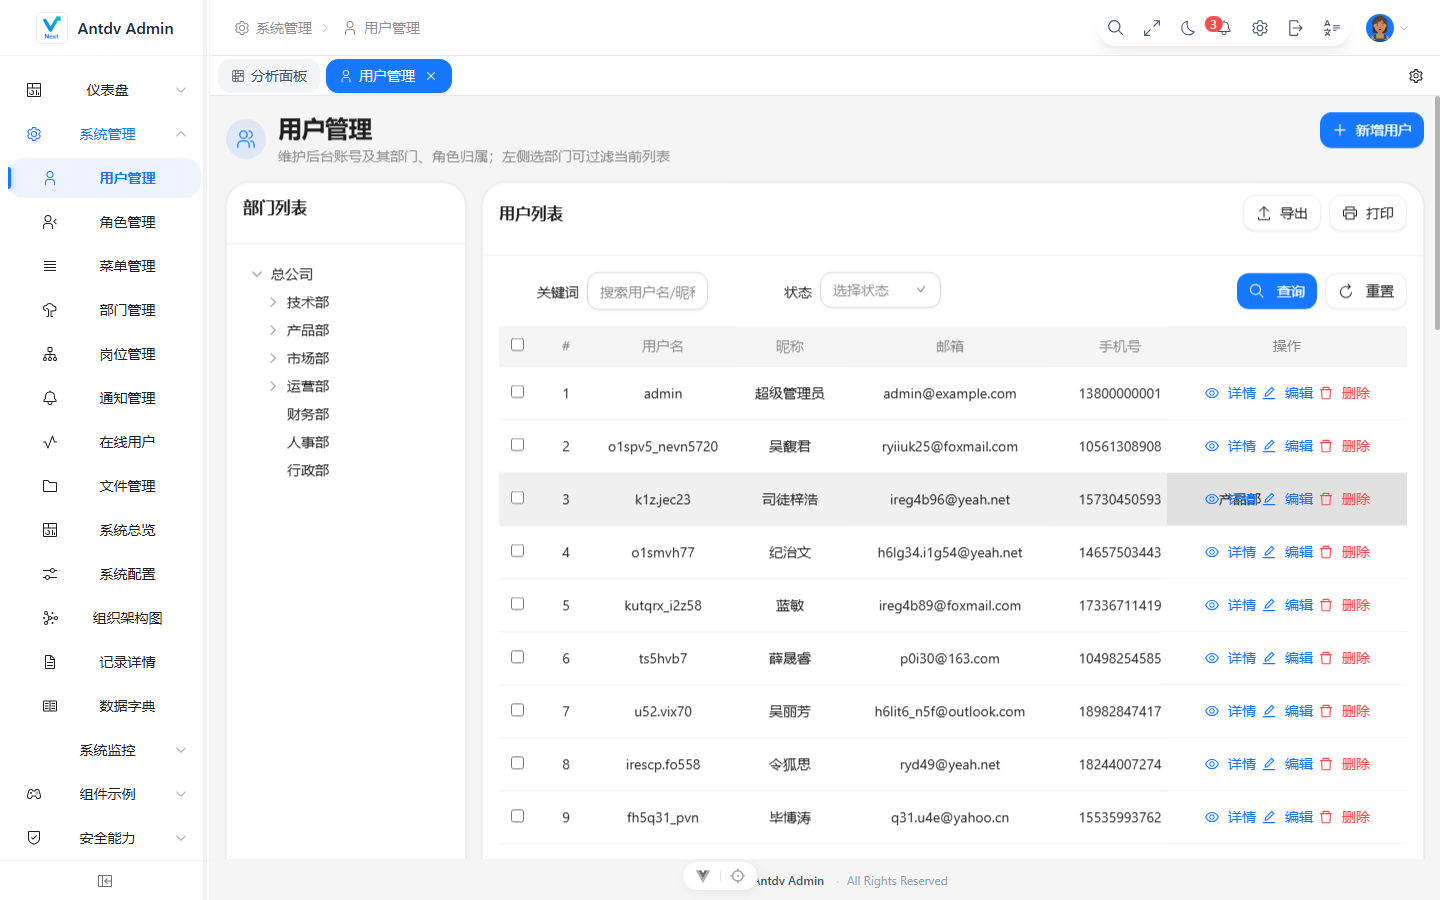 Next
Antdv Admin
系统管理
用户管理
3
仪表盘
系统管理
用户管理
角色管理
菜单管理
部门管理
岗位管理
通知管理
在线用户
文件管理
系统总览
系统配置
组织架构图
记录详情
数据字典
系统监控
组件示例
安全能力
分析面板
用户管理
用户管理
维护后台账号及其部门、角色归属；左侧选部门可过滤当前列表
新增用户
部门列表
总公司
技术部
产品部
市场部
运营部
财务部
人事部
行政部
用户列表
导出
打印
关键词 搜索用户名/昵称
状态 选择状态
查询
重置
# 用户名 昵称 邮箱 手机号 操作
1 admin 超级管理员 admin@example.com 13800000001 详情 编辑 删除
2 o1spv5_nevn5720 吴馥君 ryiiuk25@foxmail.com 10561308908 详情 编辑 删除
3 k1z.jec23 司徒梓浩 ireg4b96@yeah.net 15730450593 产品部 详情 编辑 删除
4 o1smvh77 纪治文 h6lg34.i1g54@yeah.net 14657503443 详情 编辑 删除
5 kutqrx_i2z58 蓝敏 ireg4b89@foxmail.com 17336711419 详情 编辑 删除
6 ts5hvb7 薛晟睿 p0i30@163.com 10498254585 详情 编辑 删除
7 u52.vix70 吴丽芳 h6lit6_n5f@outlook.com 18982847417 详情 编辑 删除
8 irescp.fo558 令狐思 ryd49@yeah.net 18244007274 详情 编辑 删除
9 fh5q31_pvn 毕博涛 q31.u4e@yahoo.cn 15535993762 详情 编辑 删除
Antdv Admin · All Rights Reserved